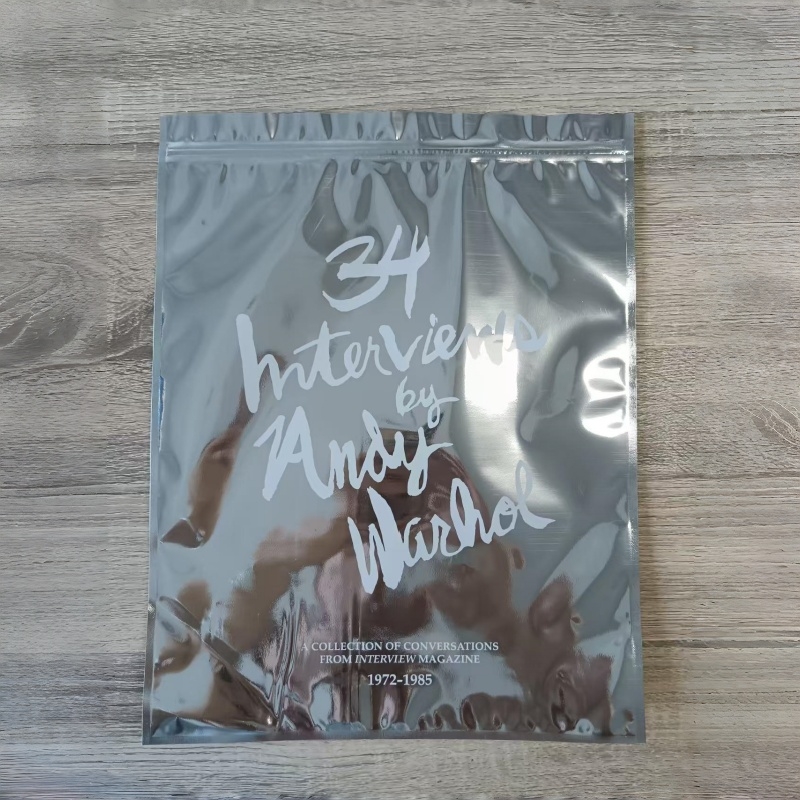 34
Interviews
by
Andy
Warhol
A COLLECTION OF CONVERSATIONS
FROM INTERVIEW MAGAZINE
1972–1985